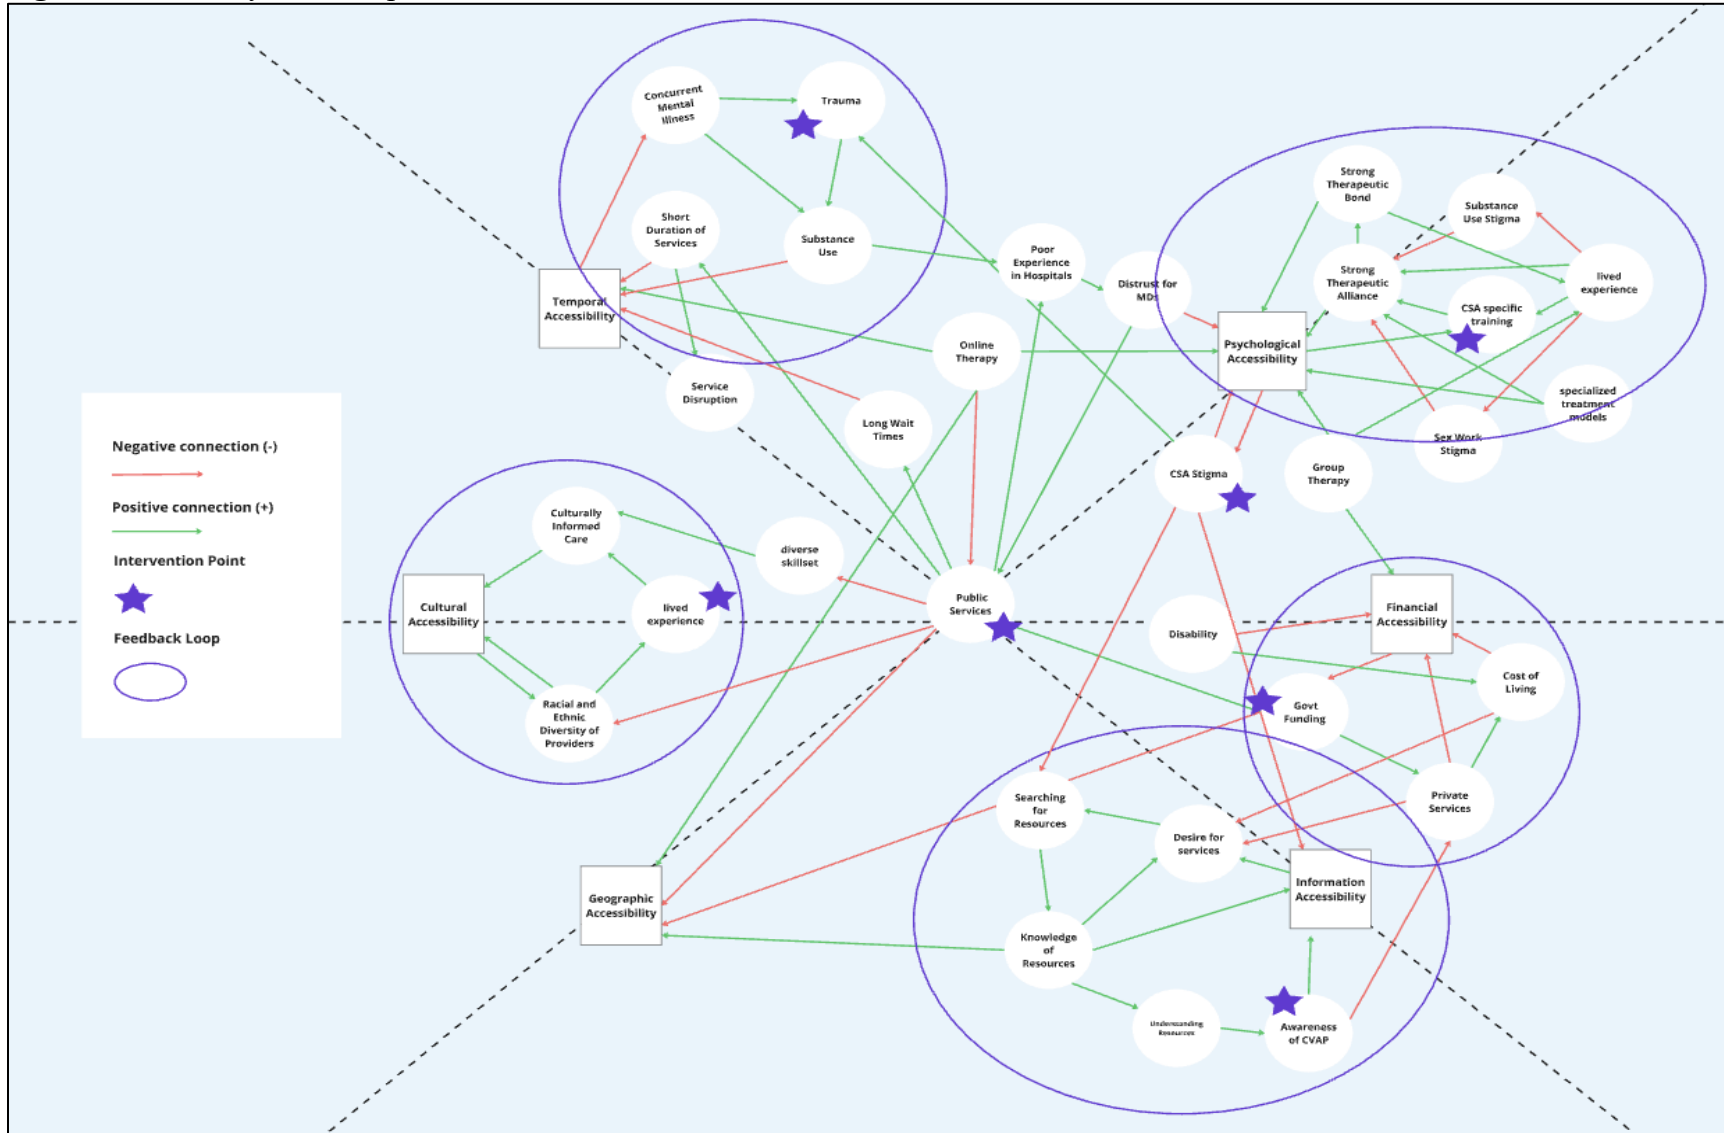 Negative connection (-)
Positive connection (+)
Intervention Point
Feedback Loop
Concurrent
Mental
Illness
Trauma
Short
Duration of
Services
Substance
Use
Temporal
Accessibility
Service
Disruption
Poor
Experience
in Hospitals
Distrust for
MDs
Online
Therapy
Long Wait
Times
Strong
Therapeutic
Bond
Substance
Use Stigma
Strong
Therapeutic
Alliance
lived
experience
CSA specific
training
Psychological
Accessibility
specialized
treatment
models
Sex Work
Stigma
CSA Stigma
Group
Therapy
Culturally
Informed
Care
diverse
skillset
Cultural
Accessibility
lived
experience
Racial and
Ethnic
Diversity of
Providers
Public
Services
Disability
Financial
Accessibility
Cost of
Living
Govt
Funding
Private
Services
Searching
for
Resources
Desire for
services
Geographic
Accessibility
Information
Accessibility
Knowledge
of
Resources
Understanding
Resources
Awareness
of CVAP